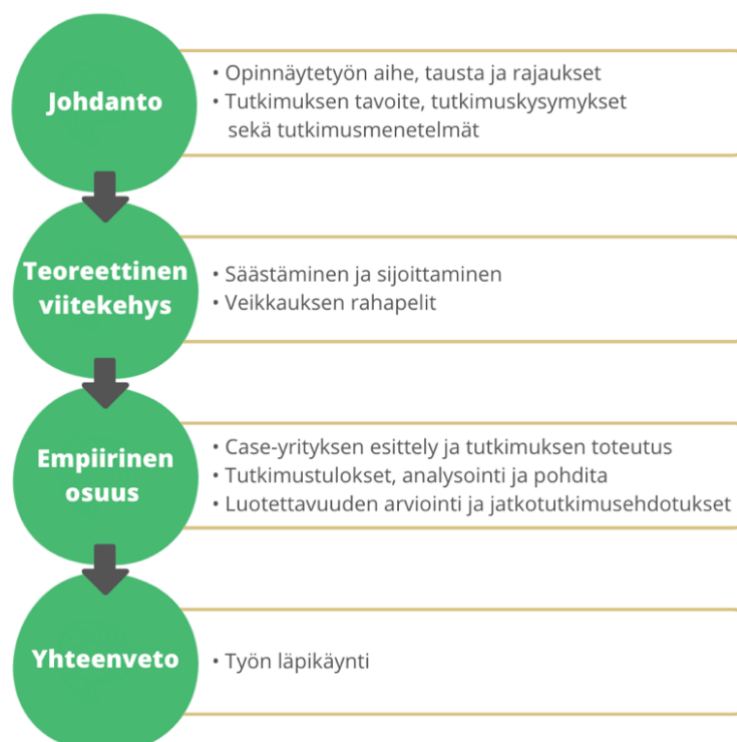 Johdanto
• Opinnäytetyön aihe, tausta ja rajaukset
• Tutkimuksen tavoite, tutkimuskysymykset
sekä tutkimusmenetelmät
Teoreettinen
viitekehys
• Säästäminen ja sijoittaminen
• Veikkauksen rahapelit
Empiirinen
osuus
• Case-yrityksen esittely ja tutkimuksen toteutus
• Tutkimustulokset, analysointi ja pohdita
• Luotettavuuden arviointi ja jatkotutkimusehdotukset
Yhteenveto
• Työn läpikäynti